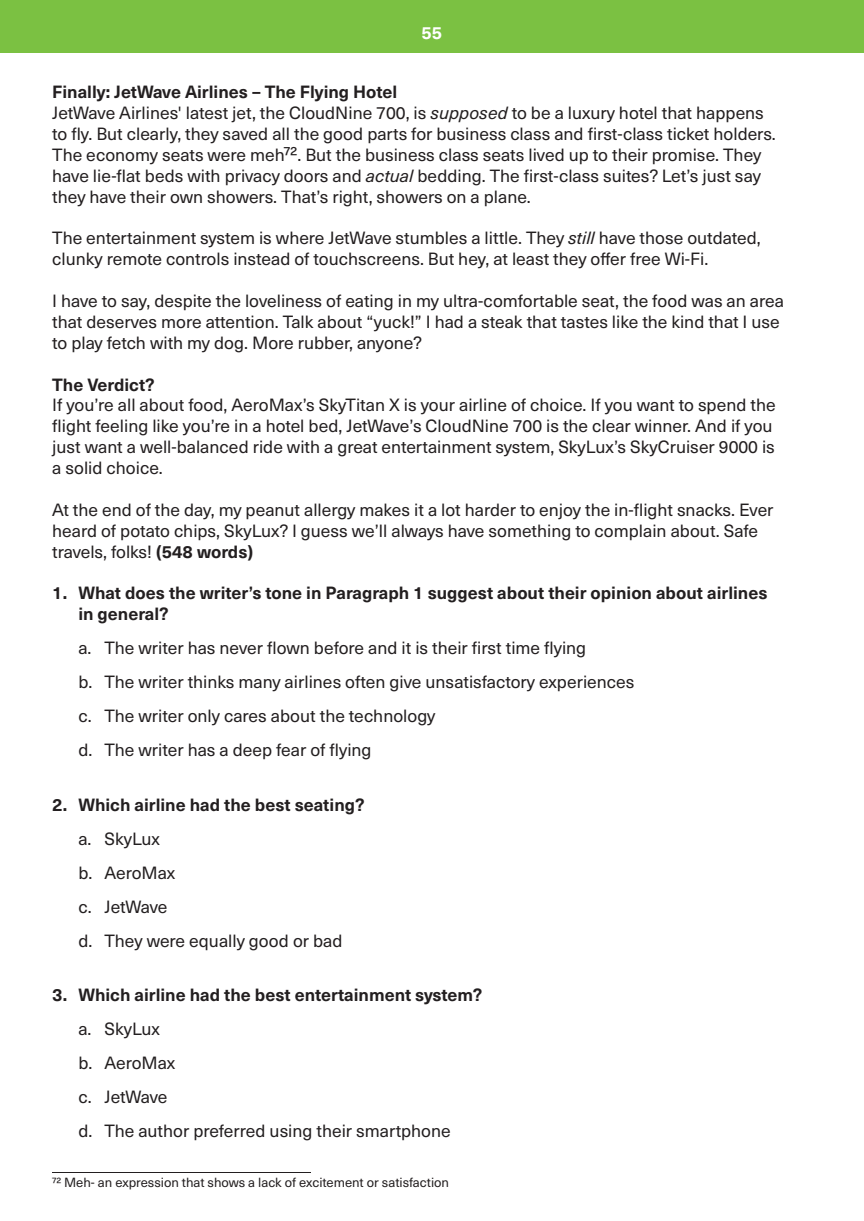 55
Finally: JetWave Airlines – The Flying Hotel
JetWave Airlines' latest jet, the CloudNine 700, is supposed to be a luxury hotel that happens
to fly. But clearly, they saved all the good parts for business class and first-class ticket holders.
The economy seats were meh⁷². But the business class seats lived up to their promise. They
have lie-flat beds with privacy doors and actual bedding. The first-class suites? Let's just say
they have their own showers. That's right, showers on a plane.
The entertainment system is where JetWave stumbles a little. They still have those outdated,
clunky remote controls instead of touchscreens. But hey, at least they offer free Wi-Fi.
I have to say, despite the loveliness of eating in my ultra-comfortable seat, the food was an area
that deserves more attention. Talk about “yuck!” I had a steak that tastes like the kind that I use
to play fetch with my dog. More rubber, anyone?
The Verdict?
If you're all about food, AeroMax's SkyTitan X is your airline of choice. If you want to spend the
flight feeling like you're in a hotel bed, JetWave's CloudNine 700 is the clear winner. And if you
just want a well-balanced ride with a great entertainment system, SkyLux's SkyCruiser 9000 is
a solid choice.
At the end of the day, my peanut allergy makes it a lot harder to enjoy the in-flight snacks. Ever
heard of potato chips, SkyLux? I guess we'll always have something to complain about. Safe
travels, folks! (548 words)
1. What does the writer's tone in Paragraph 1 suggest about their opinion about airlines
in general?
a. The writer has never flown before and it is their first time flying
b. The writer thinks many airlines often give unsatisfactory experiences
c. The writer only cares about the technology
d. The writer has a deep fear of flying
2. Which airline had the best seating?
a. SkyLux
b. AeroMax
c. JetWave
d. They were equally good or bad
3. Which airline had the best entertainment system?
a. SkyLux
b. AeroMax
c. JetWave
d. The author preferred using their smartphone
⁷² Meh- an expression that shows a lack of excitement or satisfaction